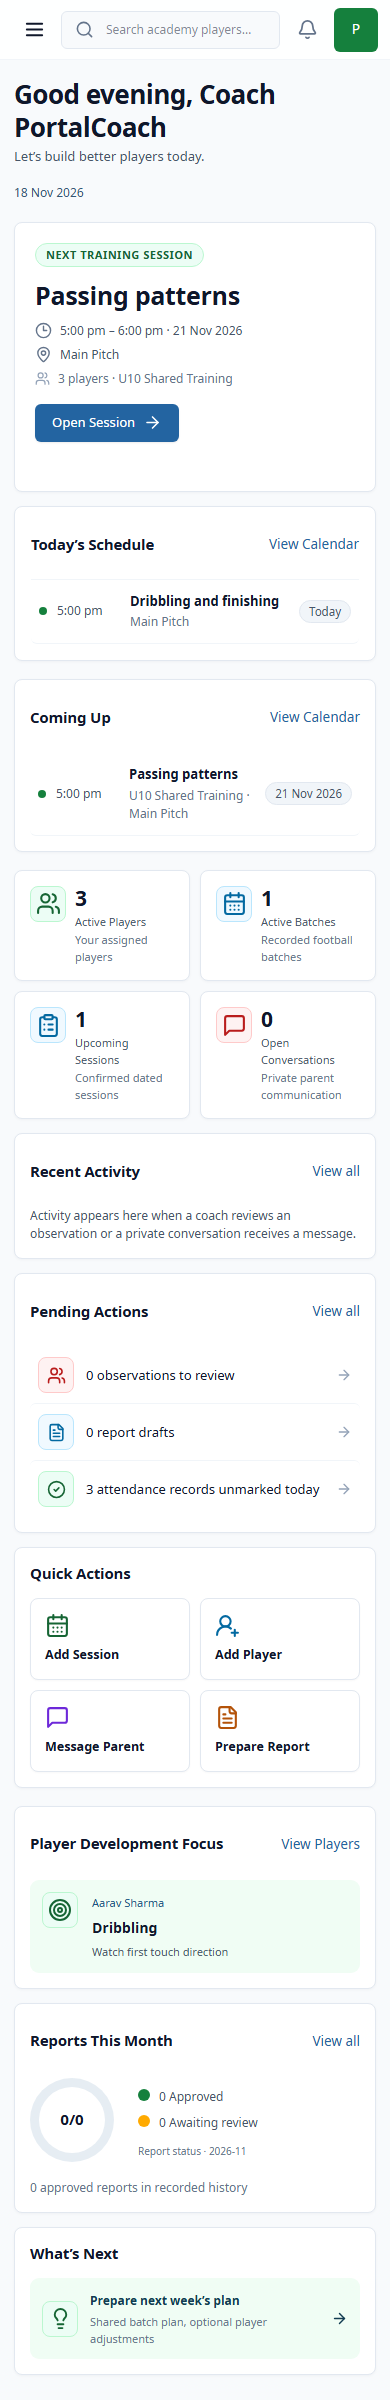 Search academy players...
P
Good evening, Coach
PortalCoach
Let’s build better players today.
18 Nov 2026
NEXT TRAINING SESSION
Passing patterns
5:00 pm – 6:00 pm · 21 Nov 2026
Main Pitch
3 players · U10 Shared Training
Open Session
Today’s Schedule
View Calendar
5:00 pm
Dribbling and finishing
Main Pitch
Today
Coming Up
View Calendar
5:00 pm
Passing patterns
U10 Shared Training ·
Main Pitch
21 Nov 2026
3
Active Players
Your assigned
players
1
Active Batches
Recorded football
batches
1
Upcoming
Sessions
Confirmed dated
sessions
0
Open
Conversations
Private parent
communication
Recent Activity
View all
Activity appears here when a coach reviews an
observation or a private conversation receives a message.
Pending Actions
View all
0 observations to review
0 report drafts
3 attendance records unmarked today
Quick Actions
Add Session
Add Player
Message Parent
Prepare Report
Player Development Focus
View Players
Aarav Sharma
Dribbling
Watch first touch direction
Reports This Month
View all
0/0
0 Approved
0 Awaiting review
Report status · 2026-11
0 approved reports in recorded history
What’s Next
Prepare next week’s plan
Shared batch plan, optional player
adjustments